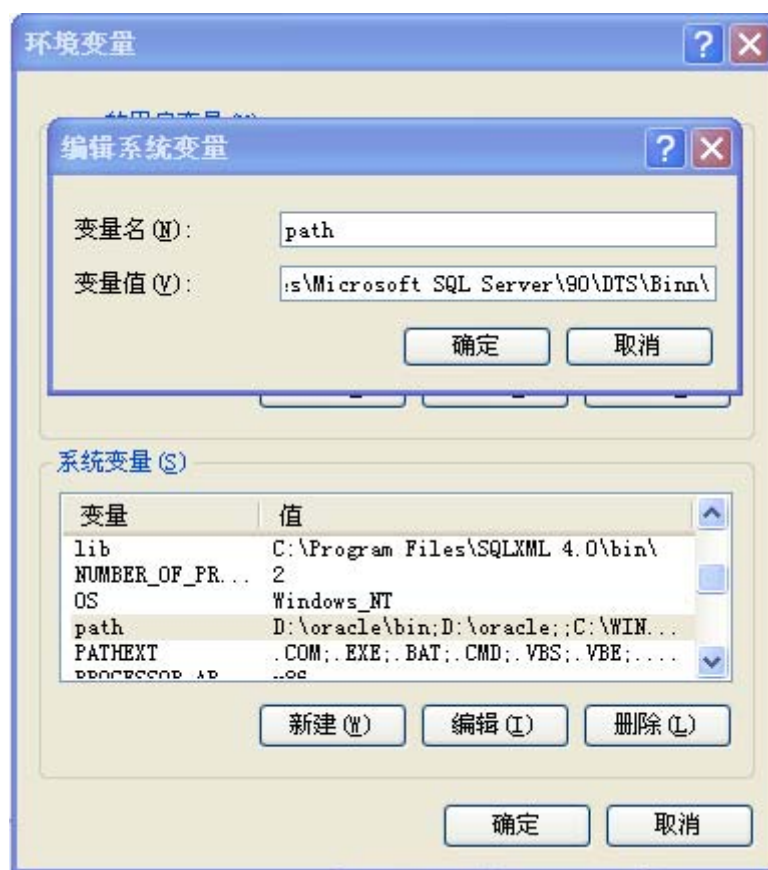 环境变量
编辑系统变量
变量名(N):
path
变量值(V):
s\Microsoft SQL Server\90\DTS\Binn\
确定
取消
系统变量(S)
变量
值
lib
C:\Program Files\SQLXML 4.0\bin\
NUMBER_OF_PR...
2
OS
Windows_NT
path
D:\oracle\bin;D:\oracle;;C:\WIN...
PATHEXT
.COM;.EXE;.BAT;.CMD;.VBS;.VBE;....
新建(W)
编辑(I)
删除(L)
确定
取消